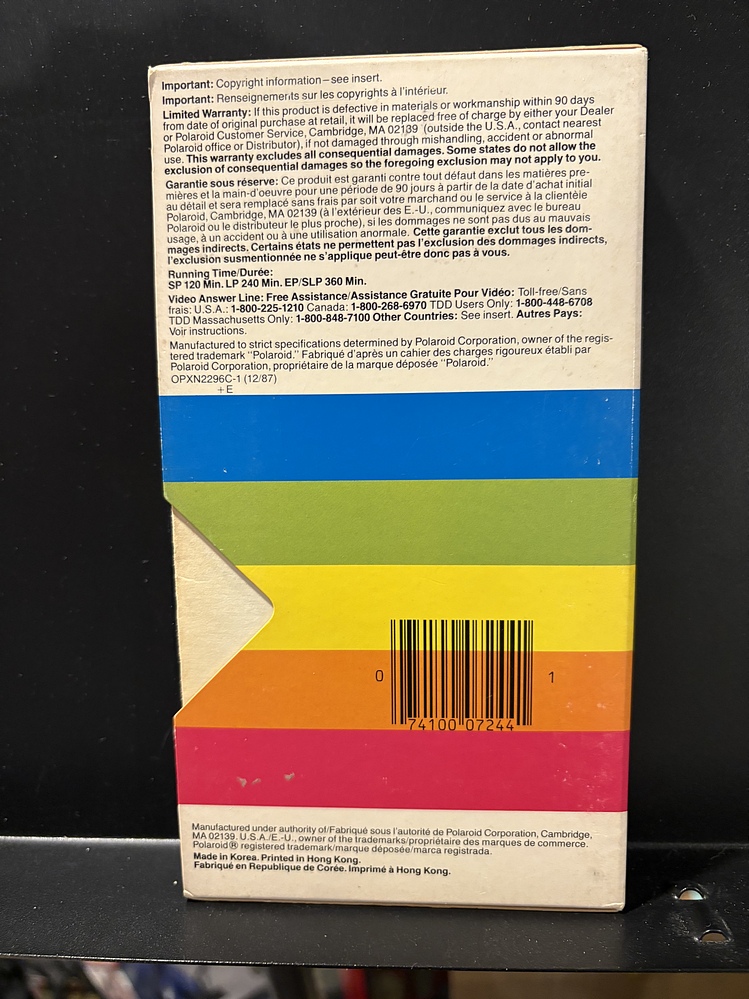 Important: Copyright information–see insert.
Important: Renseignements sur les copyrights à l'intérieur.
Limited Warranty: If this product is defective in materials or workmanship within 90 days
from date of original purchase at retail, it will be replaced free of charge by either your Dealer
or Polaroid Customer Service, Cambridge, MA 02139 (outside the U.S.A., contact nearest
Polaroid office or Distributor), if not damaged through mishandling, accident or abnormal
use. This warranty excludes all consequential damages. Some states do not allow the
exclusion of consequential damages so the foregoing exclusion may not apply to you.
Garantie sous réserve: Ce produit est garanti contre tout défaut dans les matières pre-
mières et la main-d'oeuvre pour une période de 90 jours à partir de la date d'achat initial
au détail et sera remplacé sans frais par soit votre marchand ou le service à la clientèle
Polaroid, Cambridge, MA 02139 (à l'extérieur des E.-U., communiquez avec le bureau
Polaroid ou le distributeur le plus proche), si les dommages ne sont pas dus au mauvais
usage, à un accident ou à une utilisation anormale. Cette garantie exclut tous les dom-
mages indirects. Certains états ne permettent pas l'exclusion des dommages indirects,
l'exclusion susmentionnée ne s'applique peut-être donc pas à vous.
Running Time/Durée:
SP 120 Min. LP 240 Min. EP/SLP 360 Min.
Video Answer Line: Free Assistance/Assistance Gratuite Pour Vidéo: Toll-free/Sans
frais: U.S.A.: 1-800-225-1210 Canada: 1-800-268-6970 TDD Users Only: 1-800-448-6708
TDD Massachusetts Only: 1-800-848-7100 Other Countries: See insert. Autres Pays:
Voir instructions.
Manufactured to strict specifications determined by Polaroid Corporation, owner of the regis-
tered trademark "Polaroid." Fabriqué d'après un cahier des charges rigoureux établi par
Polaroid Corporation, propriétaire de la marque déposée "Polaroid."
OPXN2296C-1 (12/87)
+E
0 74100 07244 1
Manufactured under authority of/Fabriqué sous l'autorité de Polaroid Corporation, Cambridge,
MA 02139. U.S.A./E.-U., owner of the trademarks/propriétaire des marques de commerce.
Polaroid® registered trademark/marque déposée/marca registrada.
Made in Korea. Printed in Hong Kong.
Fabriqué en Republique de Corée. Imprimé à Hong Kong.